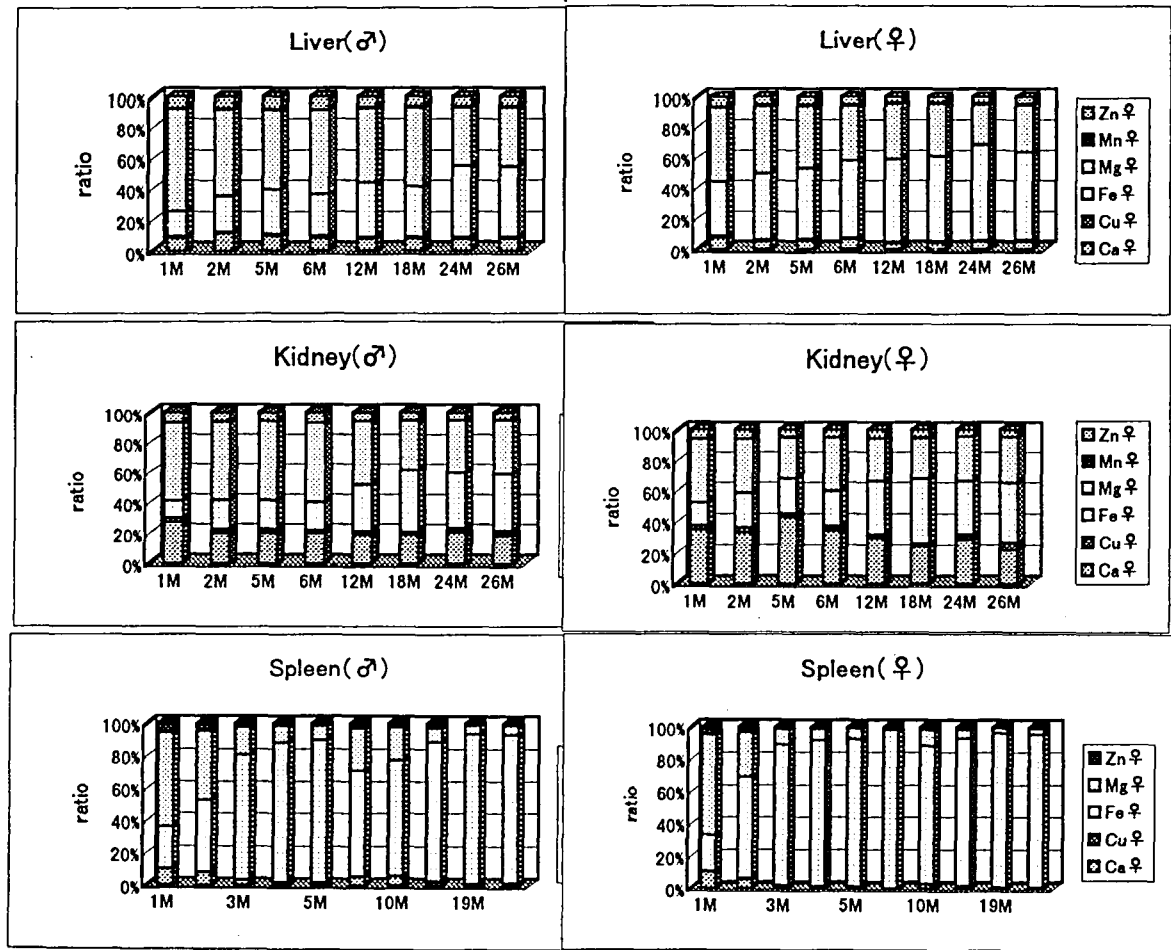 Liver(♂)
ratio
100%
80%
60%
40%
20%
0%
1M 2M 5M 6M 12M 18M 24M 26M
Liver(♀)
ratio
100%
80%
60%
40%
20%
0%
1M 2M 5M 6M 12M 18M 24M 26M
Zn♀
Mn♀
Mg♀
Fe♀
Cu♀
Ca♀
Kidney(♂)
ratio
100%
80%
60%
40%
20%
0%
1M 2M 5M 6M 12M 18M 24M 26M
Kidney(♀)
ratio
100%
80%
60%
40%
20%
0%
1M 2M 5M 6M 12M 18M 24M 26M
Zn♀
Mn♀
Mg♀
Fe♀
Cu♀
Ca♀
Spleen(♂)
ratio
100%
80%
60%
40%
20%
0%
1M 3M 5M 10M 19M
Spleen(♀)
ratio
100%
80%
60%
40%
20%
0%
1M 3M 5M 10M 19M
Zn♀
Mg♀
Fe♀
Cu♀
Ca♀